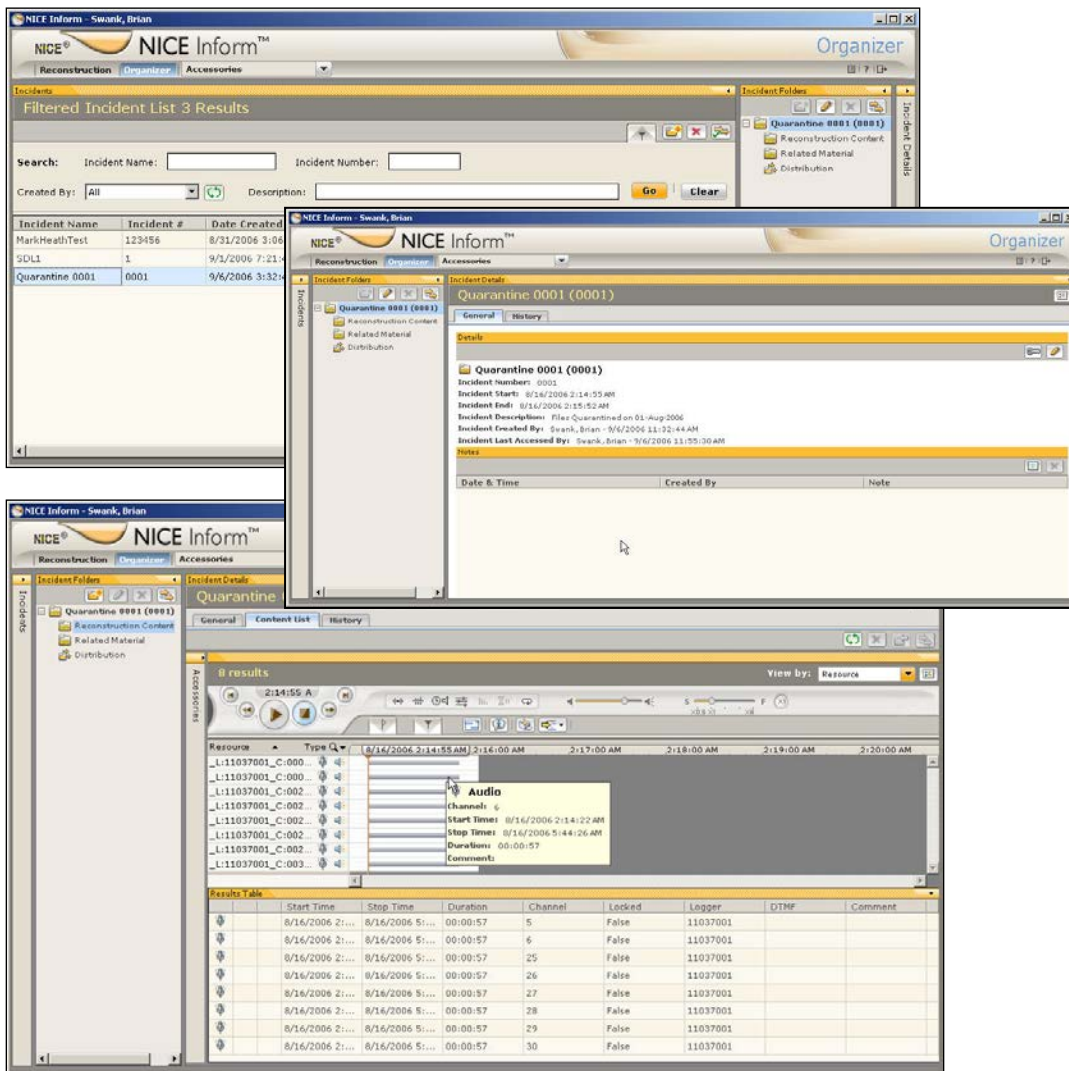 NICE Inform - Swank, Brian
NICE® NICE Inform™
Organizer
Reconstruction Organizer Accessories
Incidents
Filtered Incident List 3 Results
Search: Incident Name: Incident Number:
Created By: All Description: Go Clear
Incident Name Incident # Date Created
MarkHeathTest 123456 8/31/2006 3:06
SDL1 1 9/1/2006 7:21:
Quarantine 0001 0001 9/6/2006 3:32:
Incident Folders
Quarantine 0001 (0001)
Reconstruction Content
Related Material
Distribution
Incident Details
NICE Inform - Swank, Brian
NICE® NICE Inform™
Organizer
Reconstruction Organizer Accessories
Incidents
Incident Folders
Quarantine 0001 (0001)
Reconstruction Content
Related Material
Distribution
Incident Details
Quarantine 0001 (0001)
General History
Details
Quarantine 0001 (0001)
Incident Number: 0001
Incident Start: 8/16/2006 2:14:55 AM
Incident End: 8/16/2006 2:15:52 AM
Incident Description: Files Quarantined on 01-Aug-2006
Incident Created By: Swank, Brian - 9/6/2006 11:32:44 AM
Incident Last Accessed By: Swank, Brian - 9/6/2006 11:55:30 AM
Notes
Date & Time Created By Note
NICE Inform - Swank, Brian
NICE® NICE Inform™
Reconstruction Organizer Accessories
Incidents
Incident Folders
Quarantine 0001 (0001)
Reconstruction Content
Related Material
Distribution
Incident Details
Quarantine
General Content List History
Accessories
8 results
View by: Resource
2:14:55 A
S F
Resource Type 8/16/2006 2:14:55 AM 2:16:00 AM 2:17:00 AM 2:18:00 AM 2:19:00 AM 2:20:00 AM
_L:11037001_C:000...
_L:11037001_C:000...
_L:11037001_C:002...
_L:11037001_C:002...
_L:11037001_C:002...
_L:11037001_C:002...
_L:11037001_C:002...
_L:11037001_C:003...
Audio
Channel: 6
Start Time: 8/16/2006 2:14:22 AM
Stop Time: 8/16/2006 5:44:26 AM
Duration: 00:00:57
Comment:
Results Table
Start Time Stop Time Duration Channel Locked Logger DTMF Comment
8/16/2006 2:... 8/16/2006 5:... 00:00:57 5 False 11037001
8/16/2006 2:... 8/16/2006 5:... 00:00:57 6 False 11037001
8/16/2006 2:... 8/16/2006 5:... 00:00:57 25 False 11037001
8/16/2006 2:... 8/16/2006 5:... 00:00:57 26 False 11037001
8/16/2006 2:... 8/16/2006 5:... 00:00:57 27 False 11037001
8/16/2006 2:... 8/16/2006 5:... 00:00:57 28 False 11037001
8/16/2006 2:... 8/16/2006 5:... 00:00:57 29 False 11037001
8/16/2006 2:... 8/16/2006 5:... 00:00:57 30 False 11037001